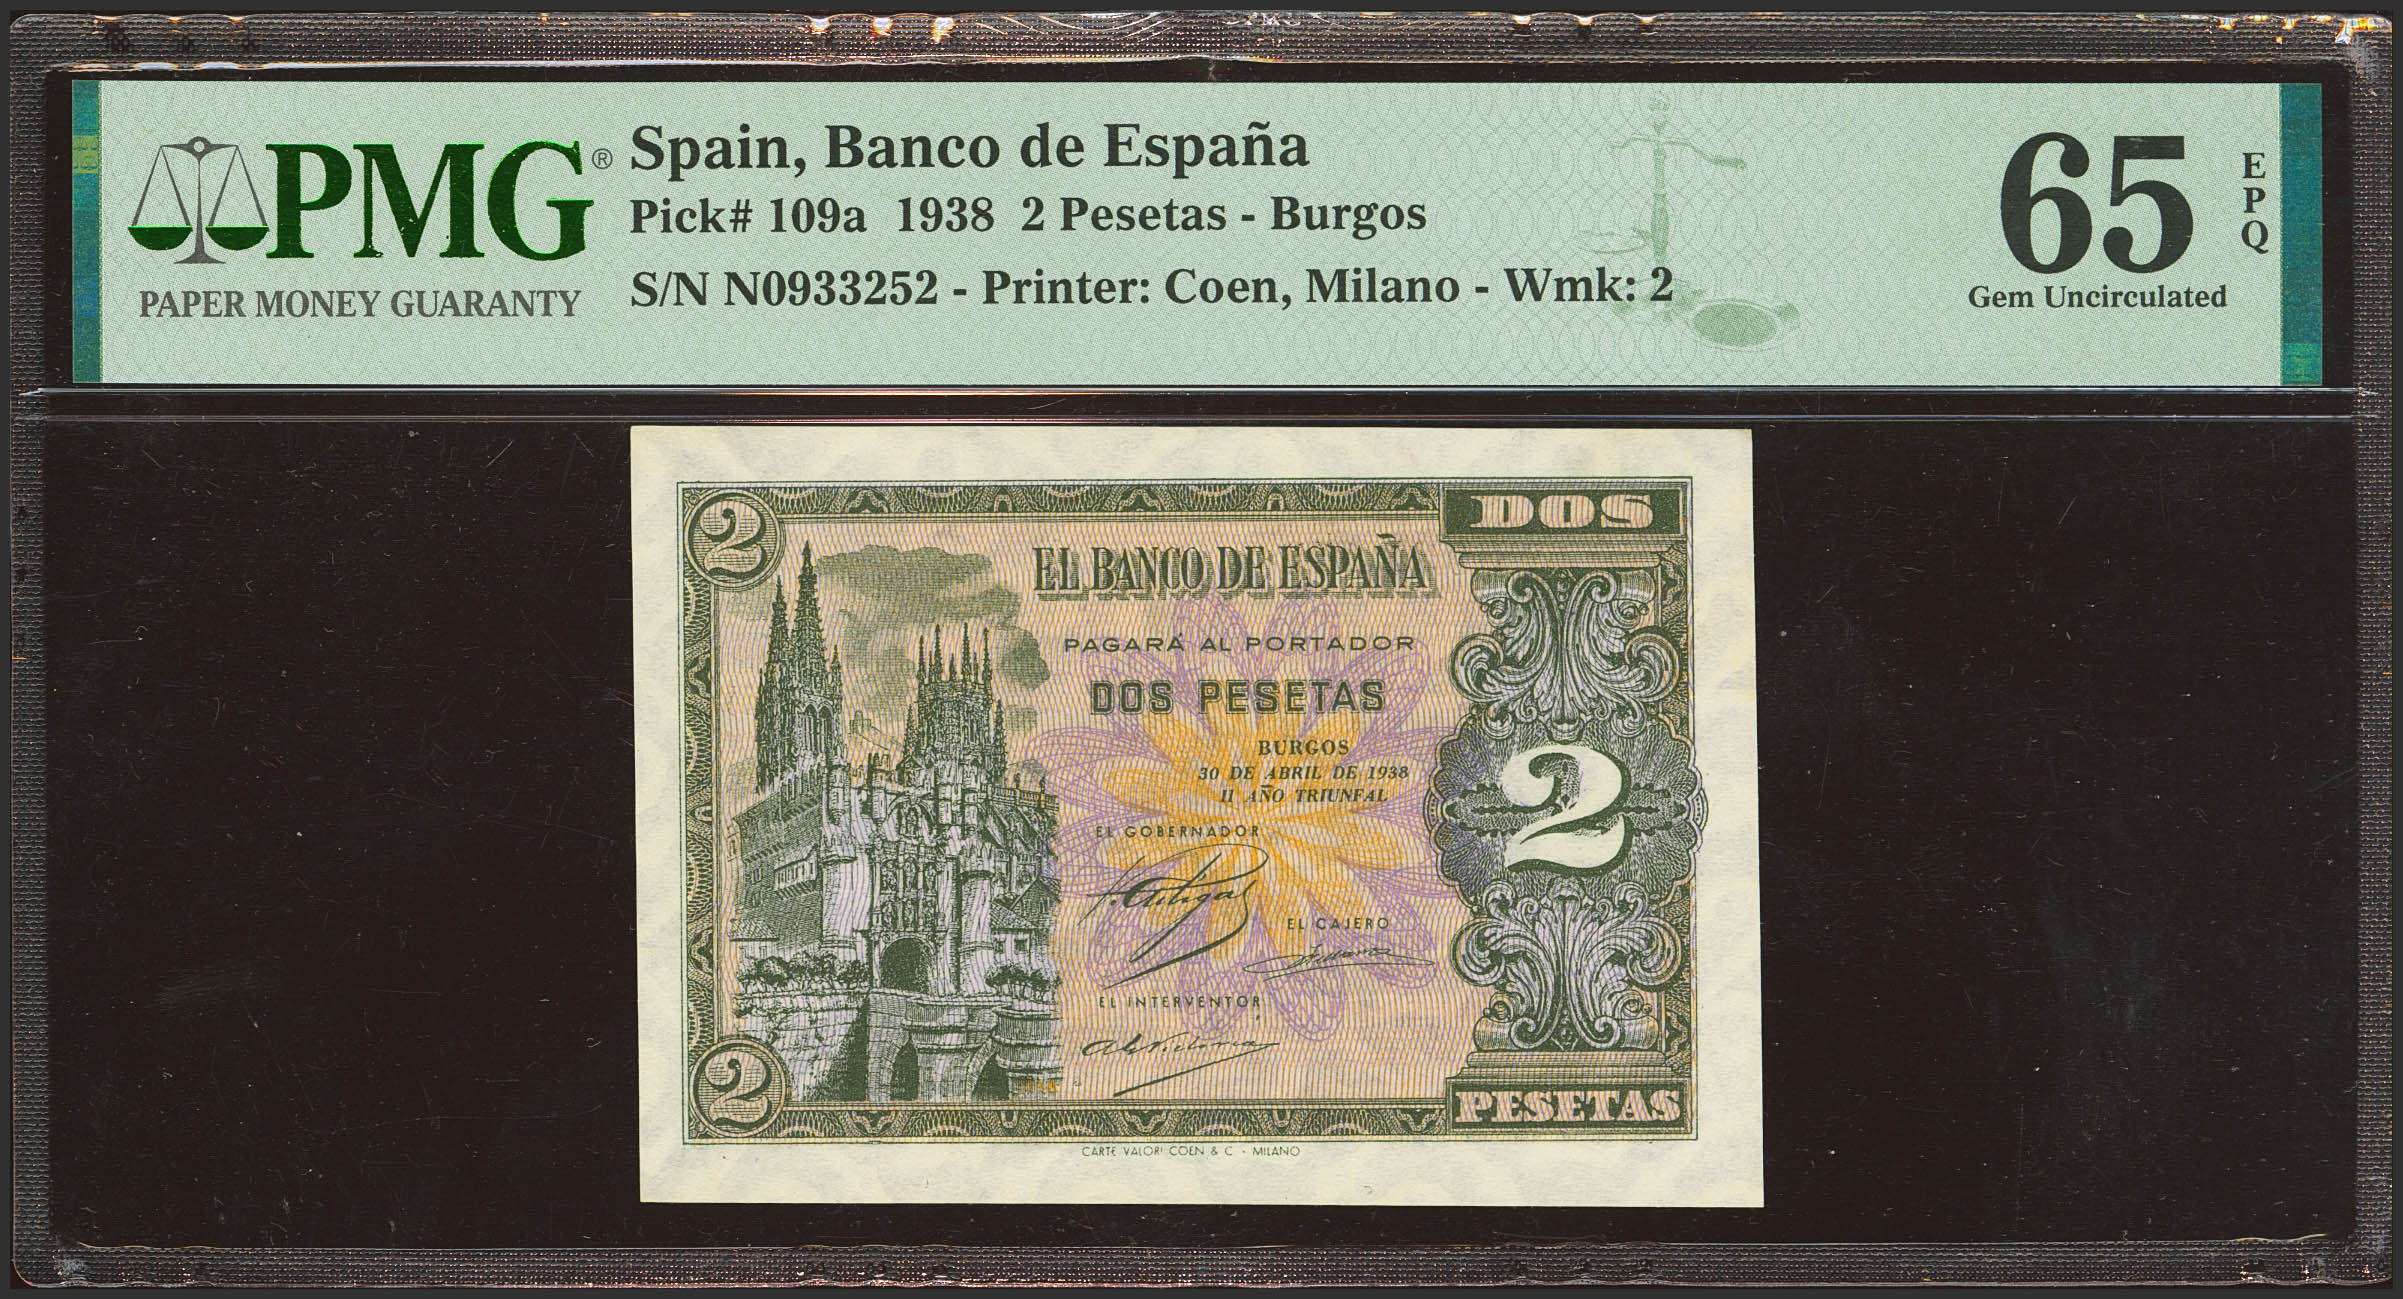 PMG®
PAPER MONEY GUARANTY
Spain, Banco de España
Pick# 109a 1938 2 Pesetas - Burgos
S/N N0933252 - Printer: Coen, Milano - Wmk: 2
65
EPQ
Gem Uncirculated
2
DOS
EL BANCO DE ESPAÑA
PAGARÁ AL PORTADOR
DOS PESETAS
BURGOS
30 DE ABRIL DE 1938
II AÑO TRIUNFAL
2
EL GOBERNADOR
EL CAJERO
EL INTERVENTOR
2
PESETAS
CARTE VALORI COEN & C - MILANO